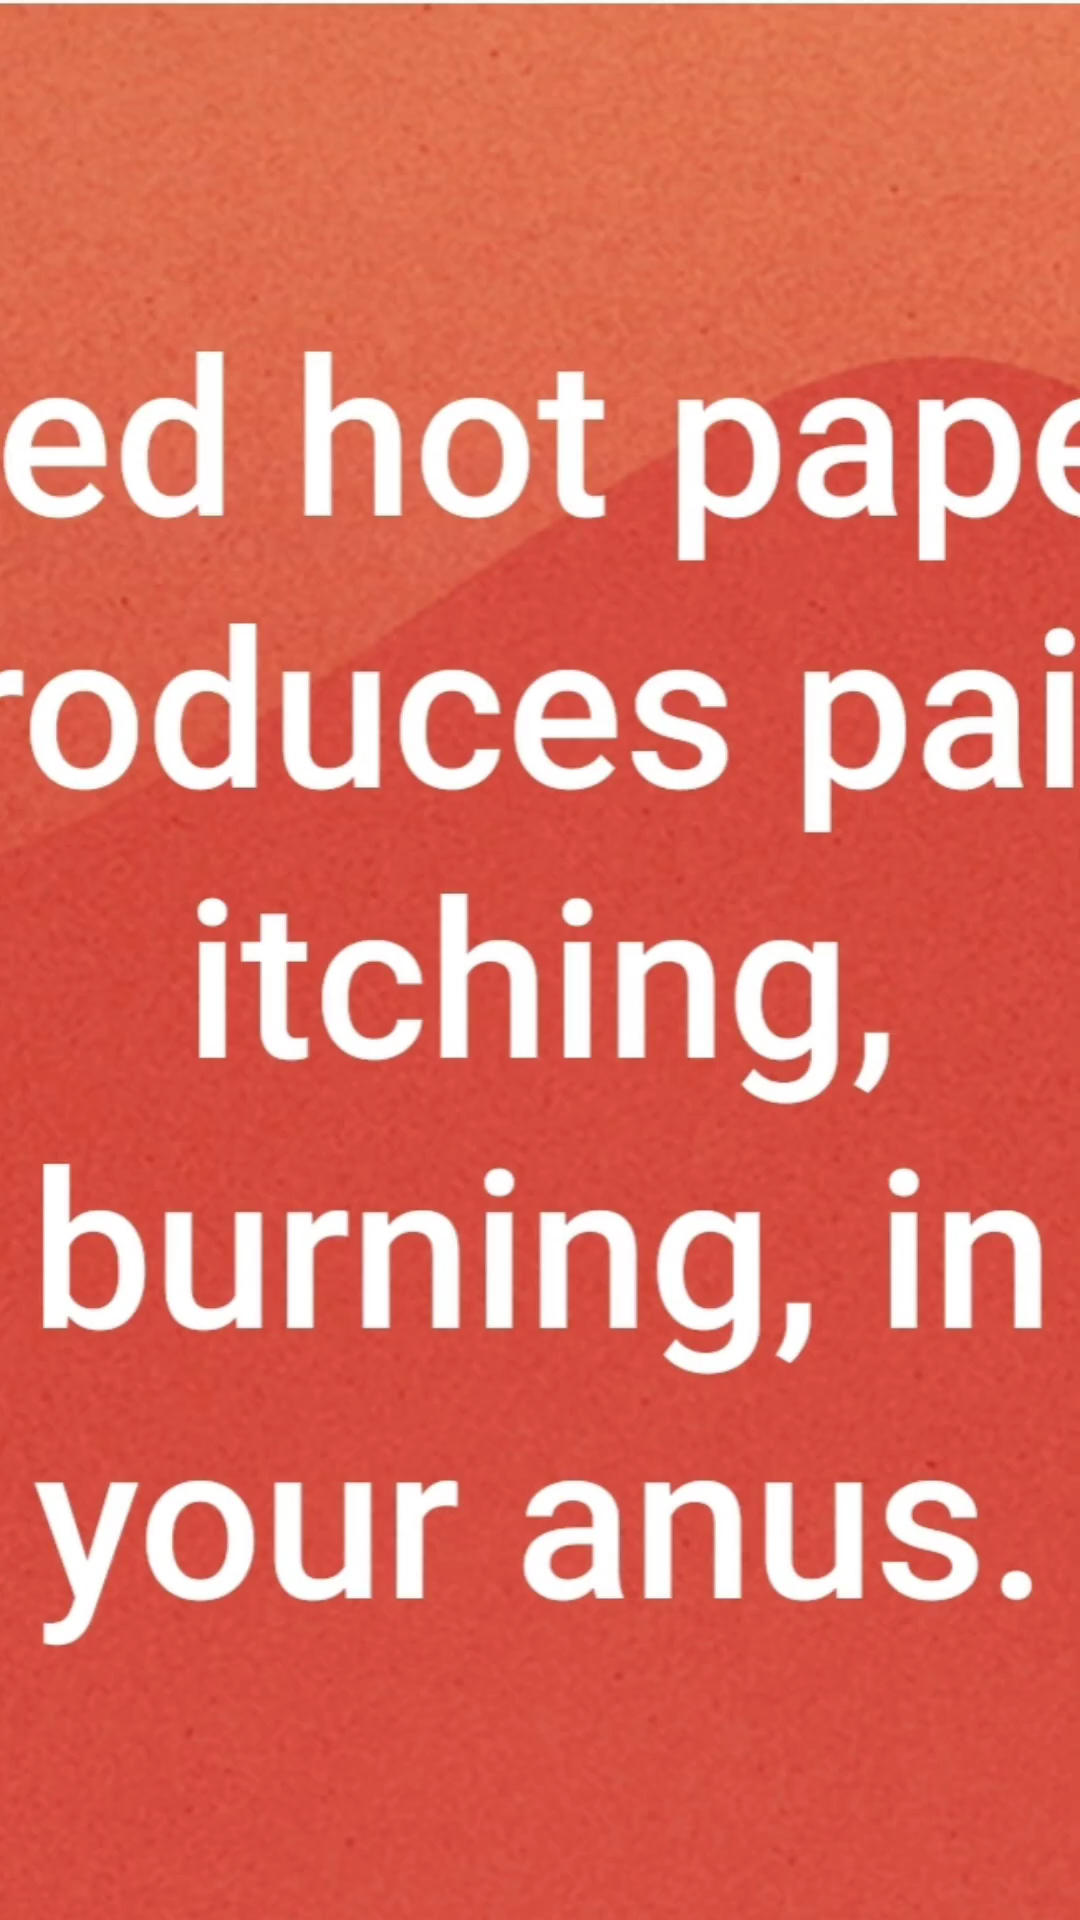 ed hot pape
roduces pai
itching,
burning, in
your anus.